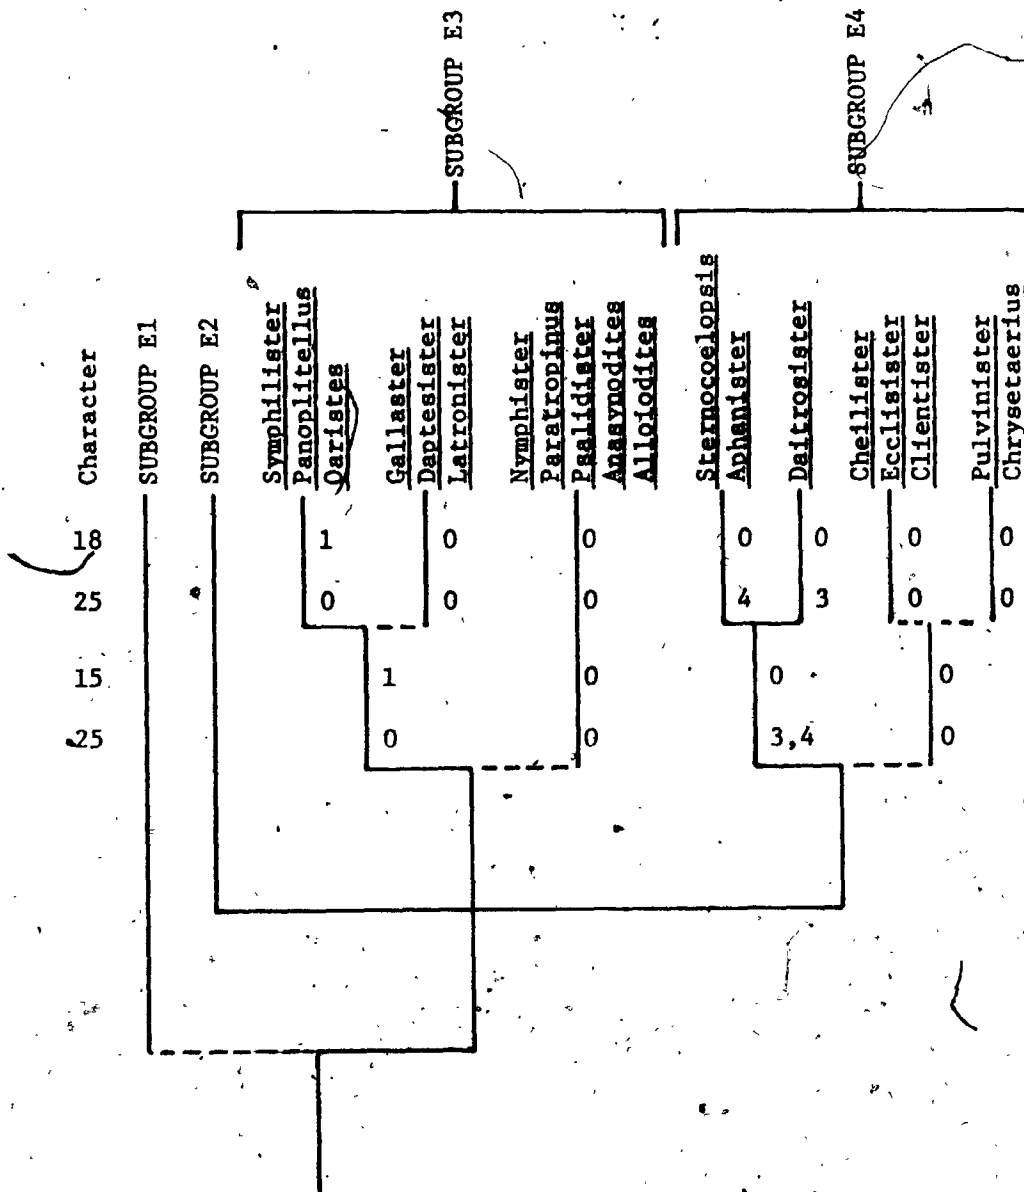 SUBGROUP E3
SUBGROUP E4
Character
SUBGROUP E1
SUBGROUP E2
Symphilister
Panoplitellus
Oaristes
Gallaster
Daptesister
Latronister
Nymphister
Paratropinus
Psalidister
Anasynodites
Alloiodites
Sternocoelopsis
Aphanister
Daitrosister
Cheilister
Ecclisister
Clientister
Pulvinister
Chrysetaerius
18 1 0 0 0 0 0 0
25 0 0 0 4 3 0 0
15 1 0 0 0
25 0 0 3,4 0